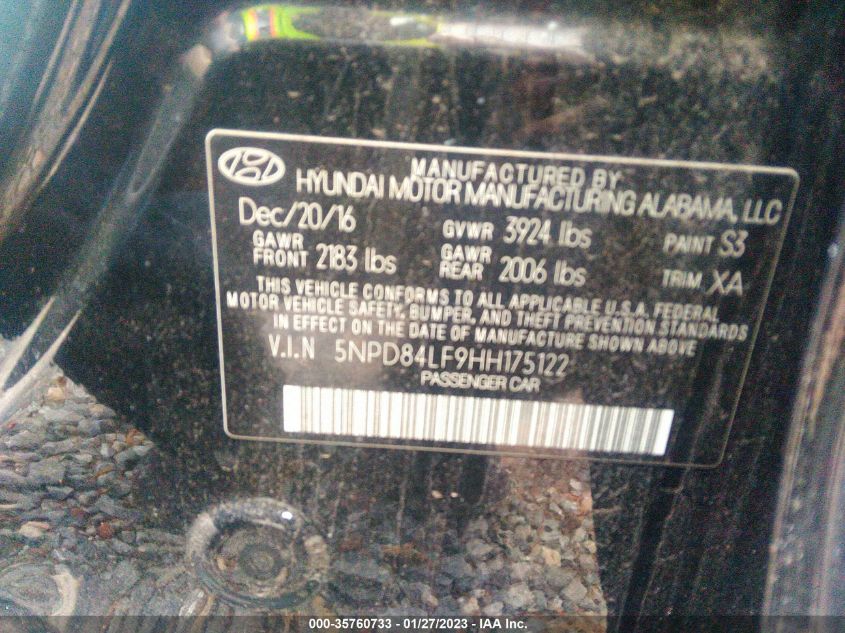 MANUFACTURED BY
HYUNDAI MOTOR MANUFACTURING ALABAMA, LLC
Dec/20/16 GVWR 3924 lbs PAINT S3
GAWR FRONT 2183 lbs GAWR REAR 2006 lbs TRIM XA
THIS VEHICLE CONFORMS TO ALL APPLICABLE U.S.A. FEDERAL
MOTOR VEHICLE SAFETY, BUMPER, AND THEFT PREVENTION STANDARDS
IN EFFECT ON THE DATE OF MANUFACTURE SHOWN ABOVE
V.I.N 5NPD84LF9HH175122
PASSENGER CAR
000-35760733 - 01/27/2023 - IAAI.COM